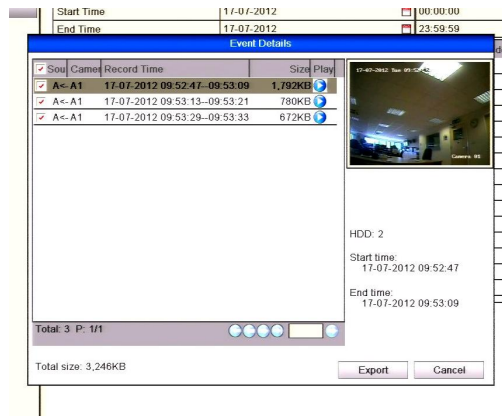 Start Time 17-07-2012 00:00:00
End Time 17-07-2012 23:59:59
Event Details
Sou Camer Record Time Size Play
A<- A1 17-07-2012 09:52:47--09:53:09 1,792KB
A<- A1 17-07-2012 09:53:13--09:53:21 780KB
A<- A1 17-07-2012 09:53:29--09:53:33 672KB
17-07-2012 Tue 09:52:42
Camera 01
HDD: 2
Start time:
17-07-2012 09:52:47
End time:
17-07-2012 09:53:09
Total: 3 P: 1/1
Total size: 3,246KB
Export Cancel